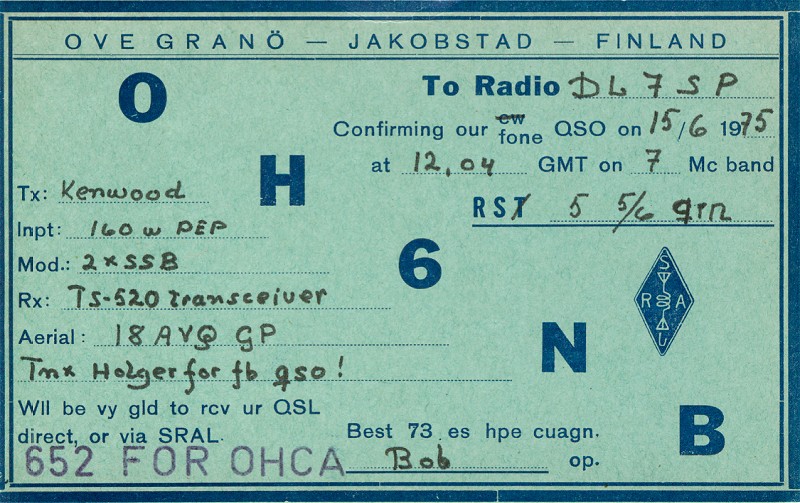 OVE GRANÖ — JAKOBSTAD — FINLAND
O H 6 N B
To Radio DL7SP
Confirming our cw fone QSO on 15/6 1975
at 12,04 GMT on 7 Mc band
RST 5 5/6 qrn
Tx: Kenwood
Inpt: 160 w PEP
Mod.: 2xSSB
Rx: TS-520 transceiver
Aerial: 18 AVQ GP
Tnx Holger for fb qso!
S
R A
L
Wll be vy gld to rcv ur QSL
direct, or via SRAL.
Best 73 es hpe cuagn.
Bob op.
652 FOR OHCA